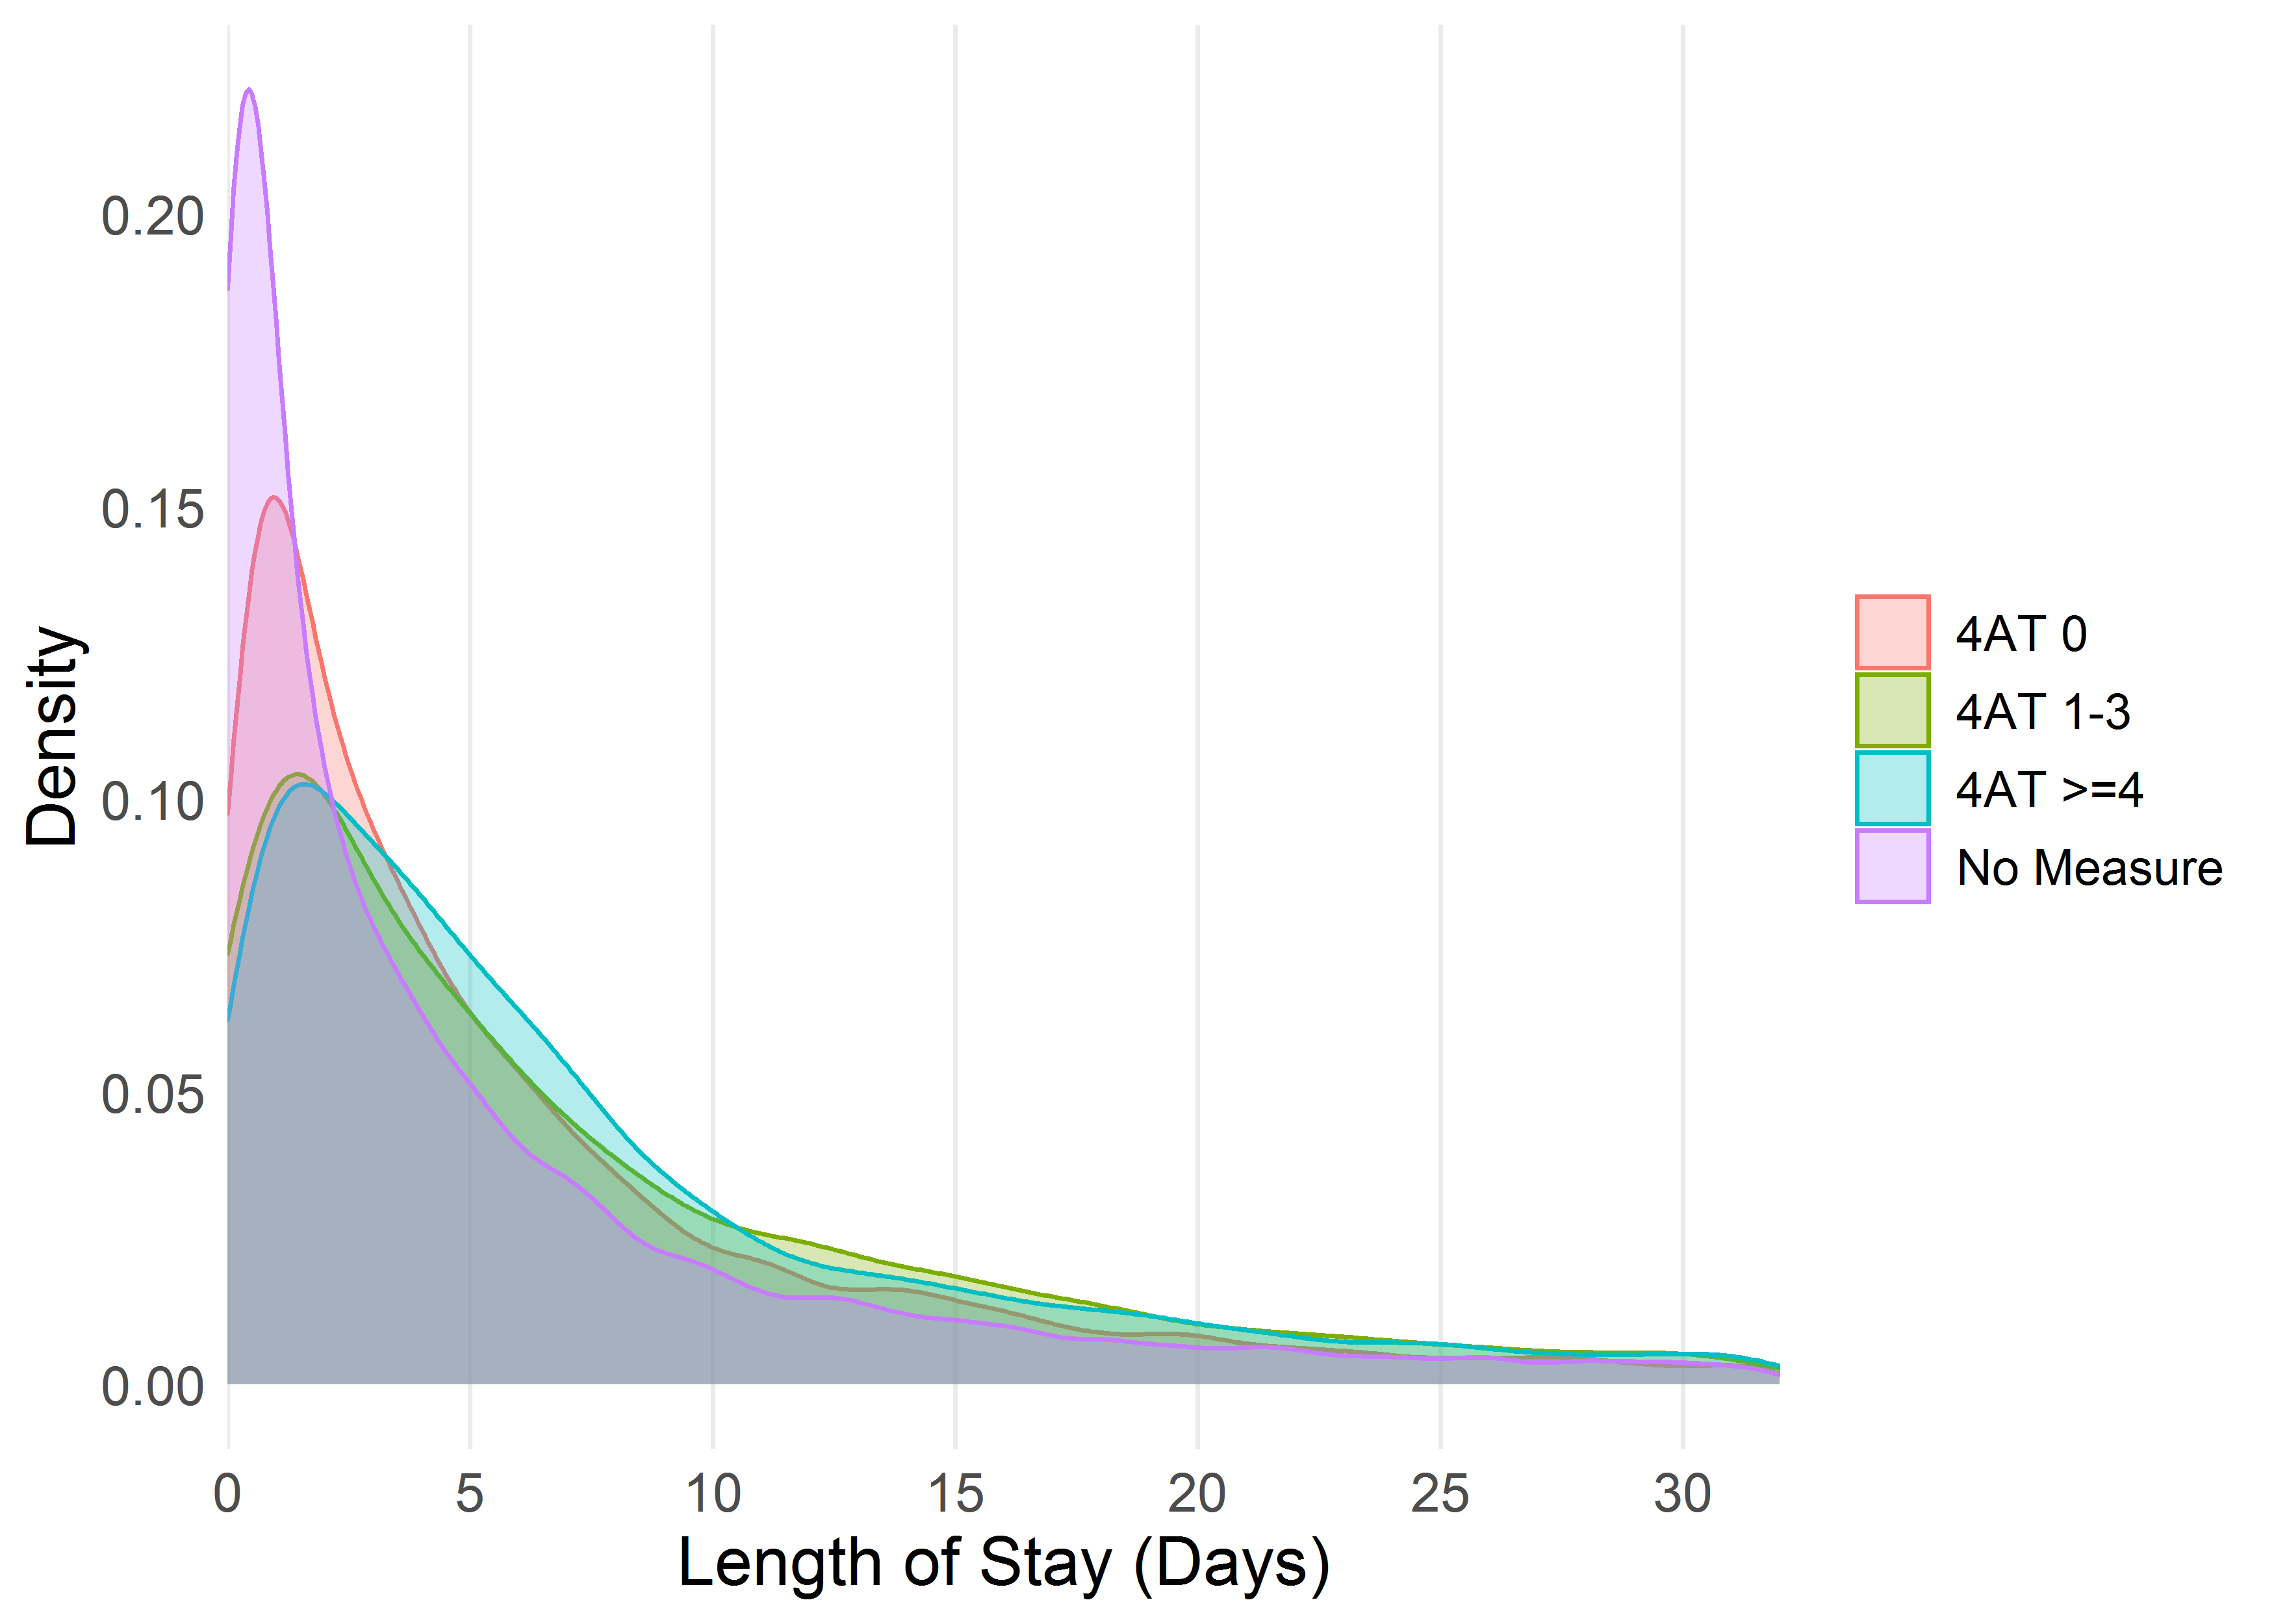 Density
0.20
0.15
0.10
0.05
0.00
0 5 10 15 20 25 30
Length of Stay (Days)
4AT 0
4AT 1-3
4AT >=4
No Measure